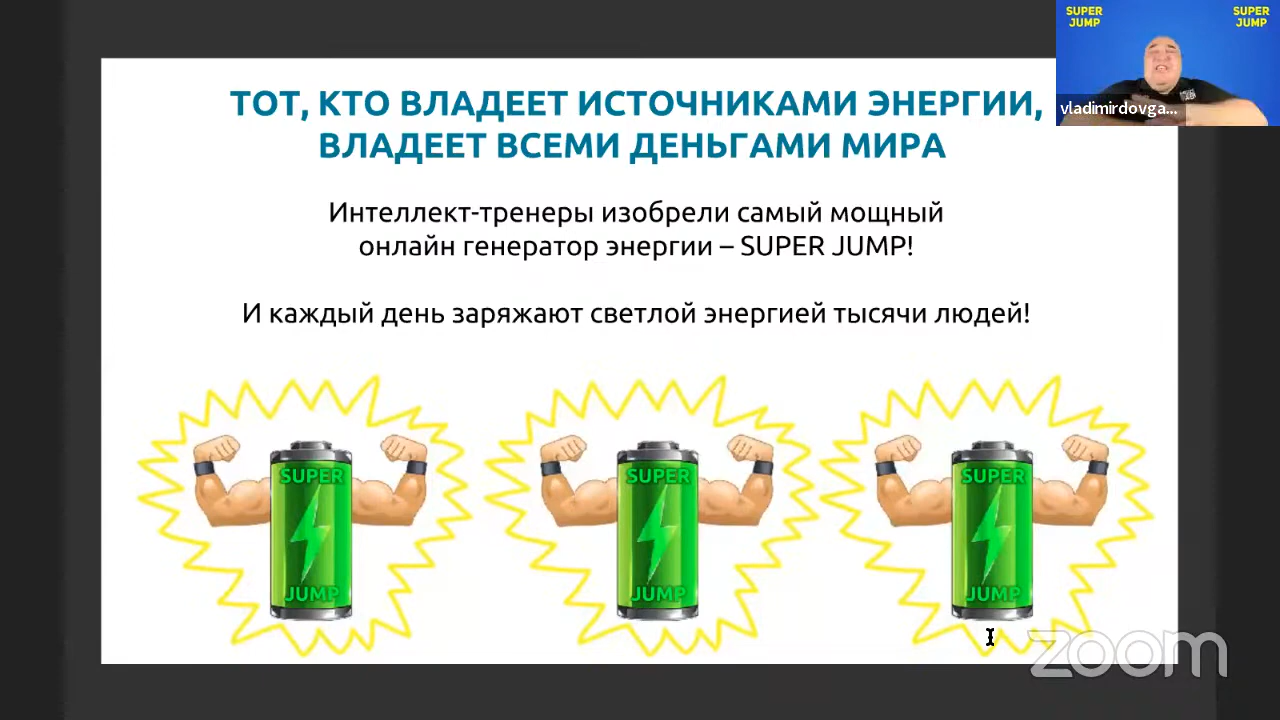 SUPER
JUMP
SUPER
JUMP
vladimirdovga...
ТОТ, КТО ВЛАДЕЕТ ИСТОЧНИКАМИ ЭНЕРГИИ,
ВЛАДЕЕТ ВСЕМИ ДЕНЬГАМИ МИРА
Интеллект-тренеры изобрели самый мощный
онлайн генератор энергии – SUPER JUMP!
И каждый день заряжают светлой энергией тысячи людей!
SUPER
JUMP
SUPER
JUMP
SUPER
JUMP
zoom